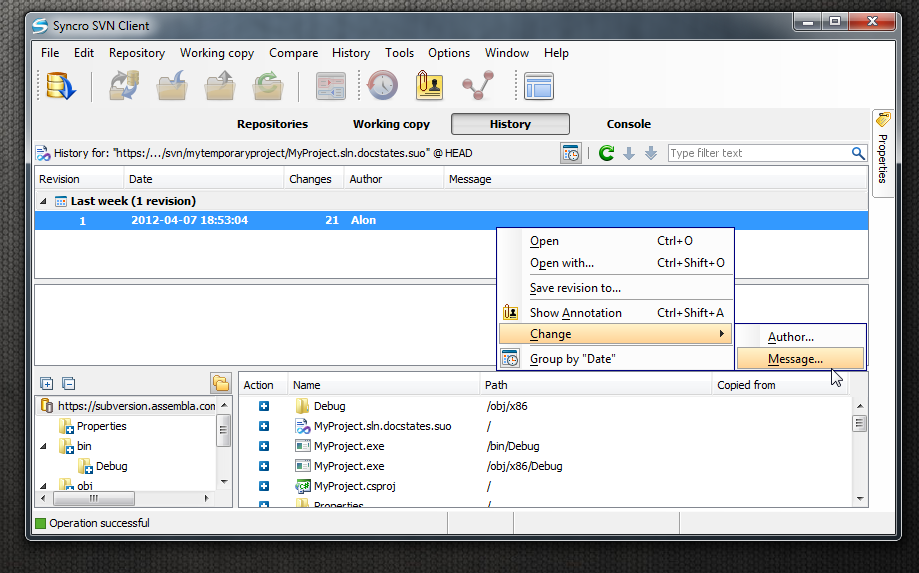 Syncro SVN Client
File Edit Repository Working copy Compare History Tools Options Window Help
Repositories Working copy History Console
History for: "https:/.../svn/mytemporaryproject/MyProject.sln.docstates.suo" @ HEAD Type filter text
Properties
Revision Date Changes Author Message
Last week (1 revision)
1 2012-04-07 18:53:04 21 Alon
Open Ctrl+O
Open with... Ctrl+Shift+O
Save revision to...
Show Annotation Ctrl+Shift+A
Change
Group by "Date"
Author...
Message...
Action Name Path Copied from
https://subversion.assembla.com
Properties
bin
Debug
obj
Debug /obj/x86
MyProject.sln.docstates.suo /
MyProject.exe /bin/Debug
MyProject.exe /obj/x86/Debug
MyProject.csproj /
Properties /
Operation successful